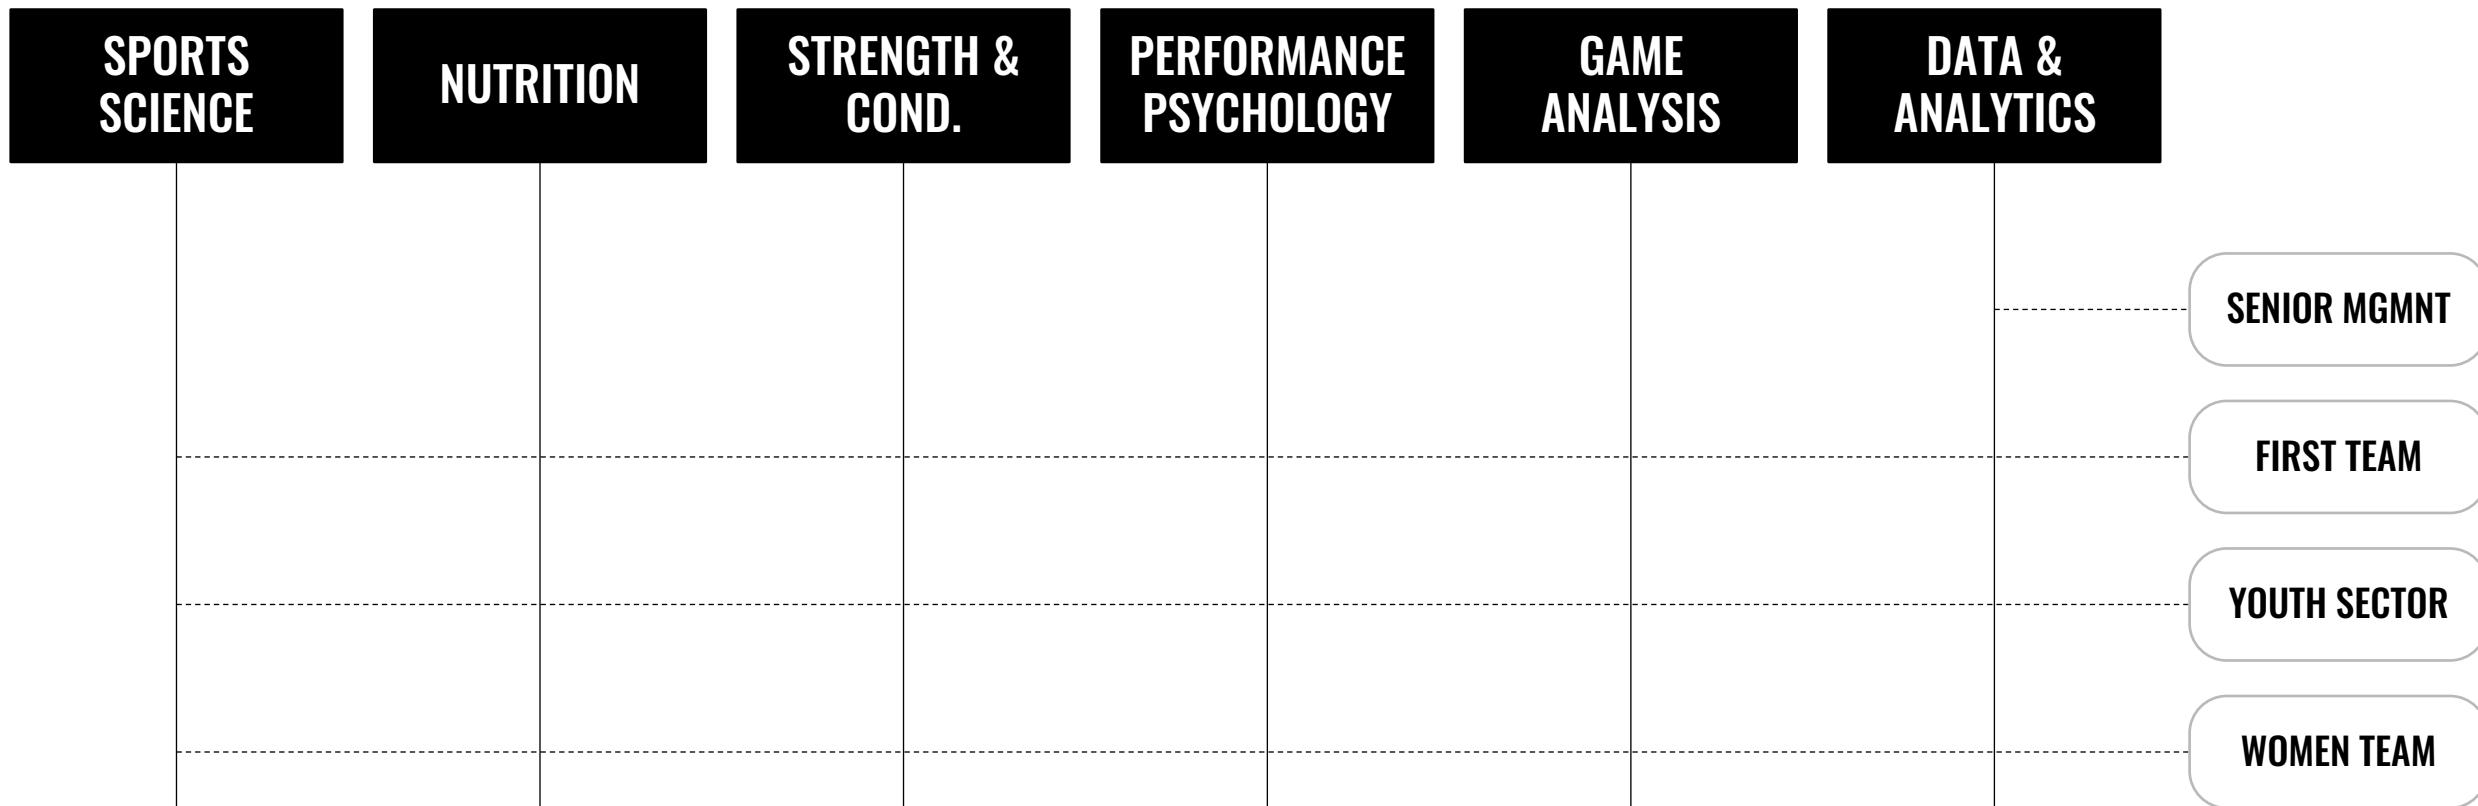 SPORTS
SCIENCE
NUTRITION
STRENGTH &
COND.
PERFORMANCE
PSYCHOLOGY
GAME
ANALYSIS
DATA &
ANALYTICS
SENIOR MGMNT
FIRST TEAM
YOUTH SECTOR
WOMEN TEAM